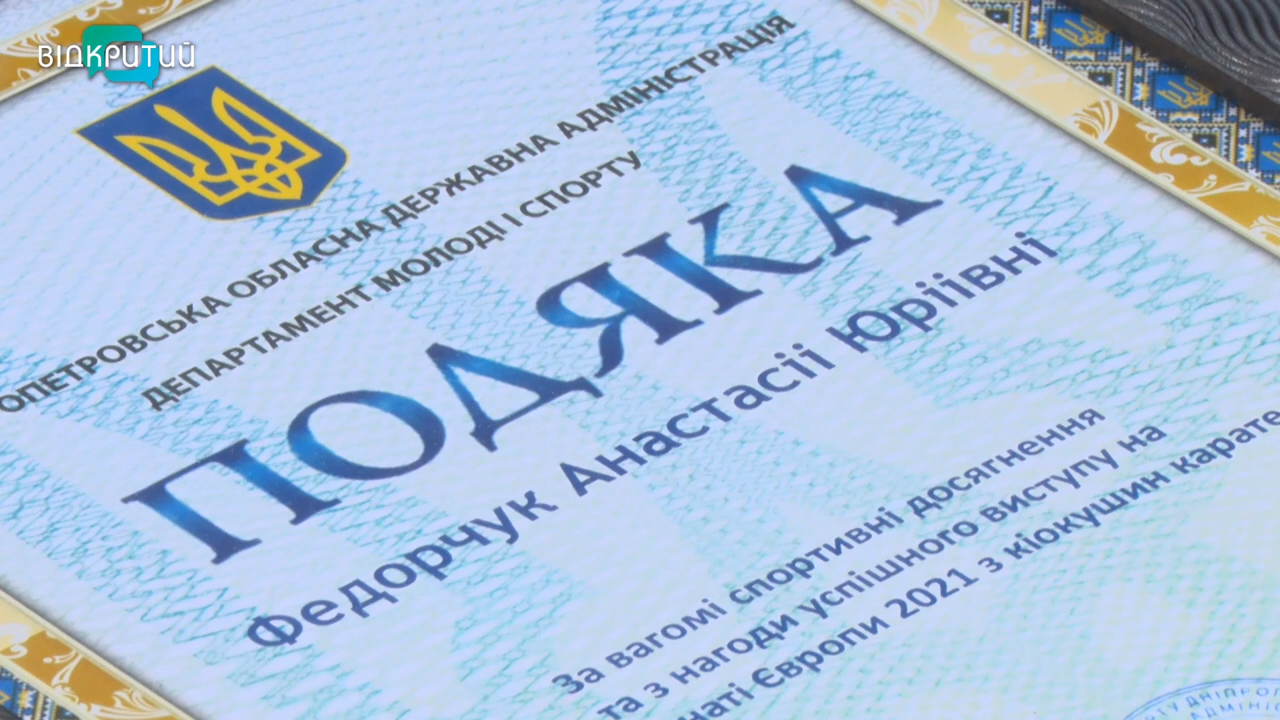 ВІДКРИТИЙ
ОПЕТРОВСЬКА ОБЛАСНА ДЕРЖАВНА АДМІНІСТРАЦІЯ
ДЕПАРТАМЕНТ МОЛОДІ І СПОРТУ
ПОДЯКА
Федорчук Анастасії Юріївні
За вагомі спортивні досягнення
та з нагоди успішного виступу на
наті Європи 2021 з кіокушин карате